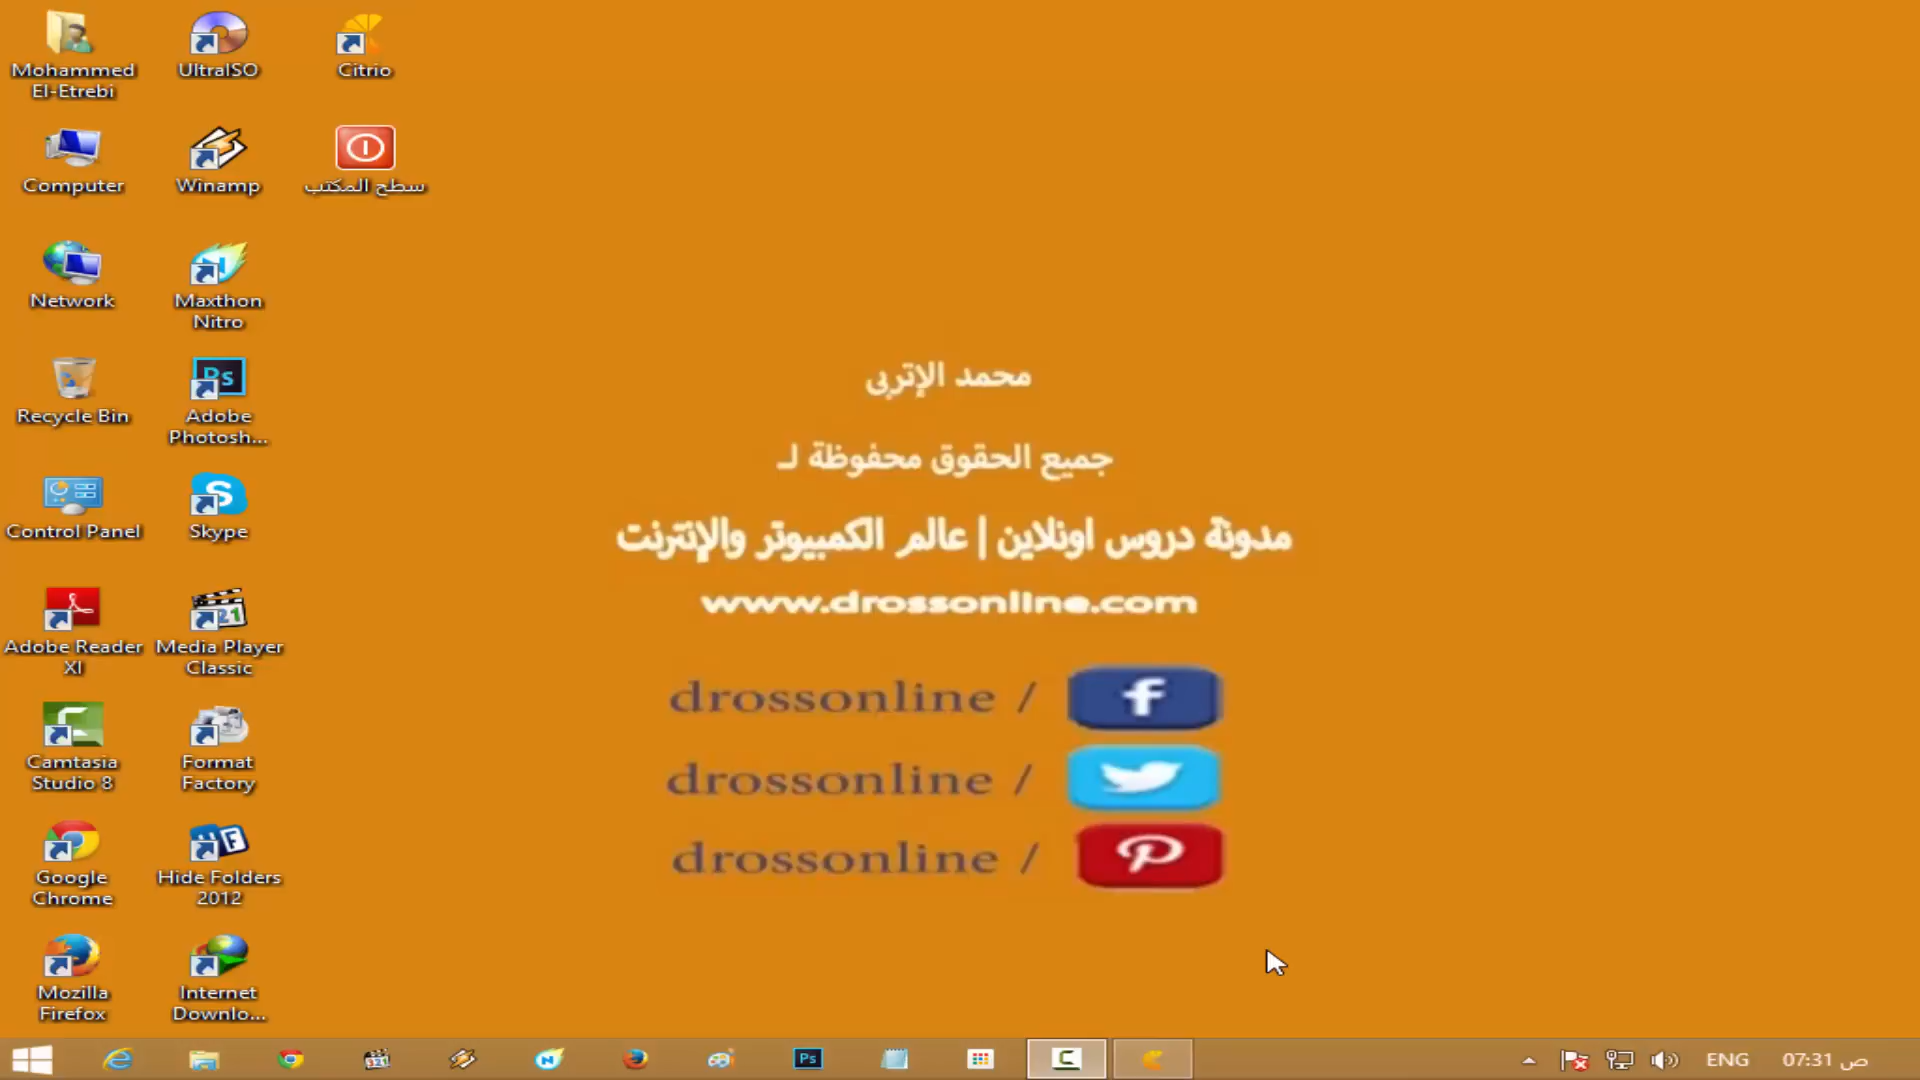 Mohammed
El-Etrebi
UltraISO
Citrio
Computer
Winamp
سطح المكتب
Network
Maxthon
Nitro
Recycle Bin
Adobe
Photosh...
Control Panel
Skype
Adobe Reader
XI
Media Player
Classic
Camtasia
Studio 8
Format
Factory
Google
Chrome
Hide Folders
2012
Mozilla
Firefox
Internet
Downlo...
محمد الإتربى
جميع الحقوق محفوظة لـ
مدونة دروس اونلاين | عالم الكمبيوتر والإنترنت
www.drossonline.com
drossonline /
drossonline /
drossonline /
ENG
07:31 ص